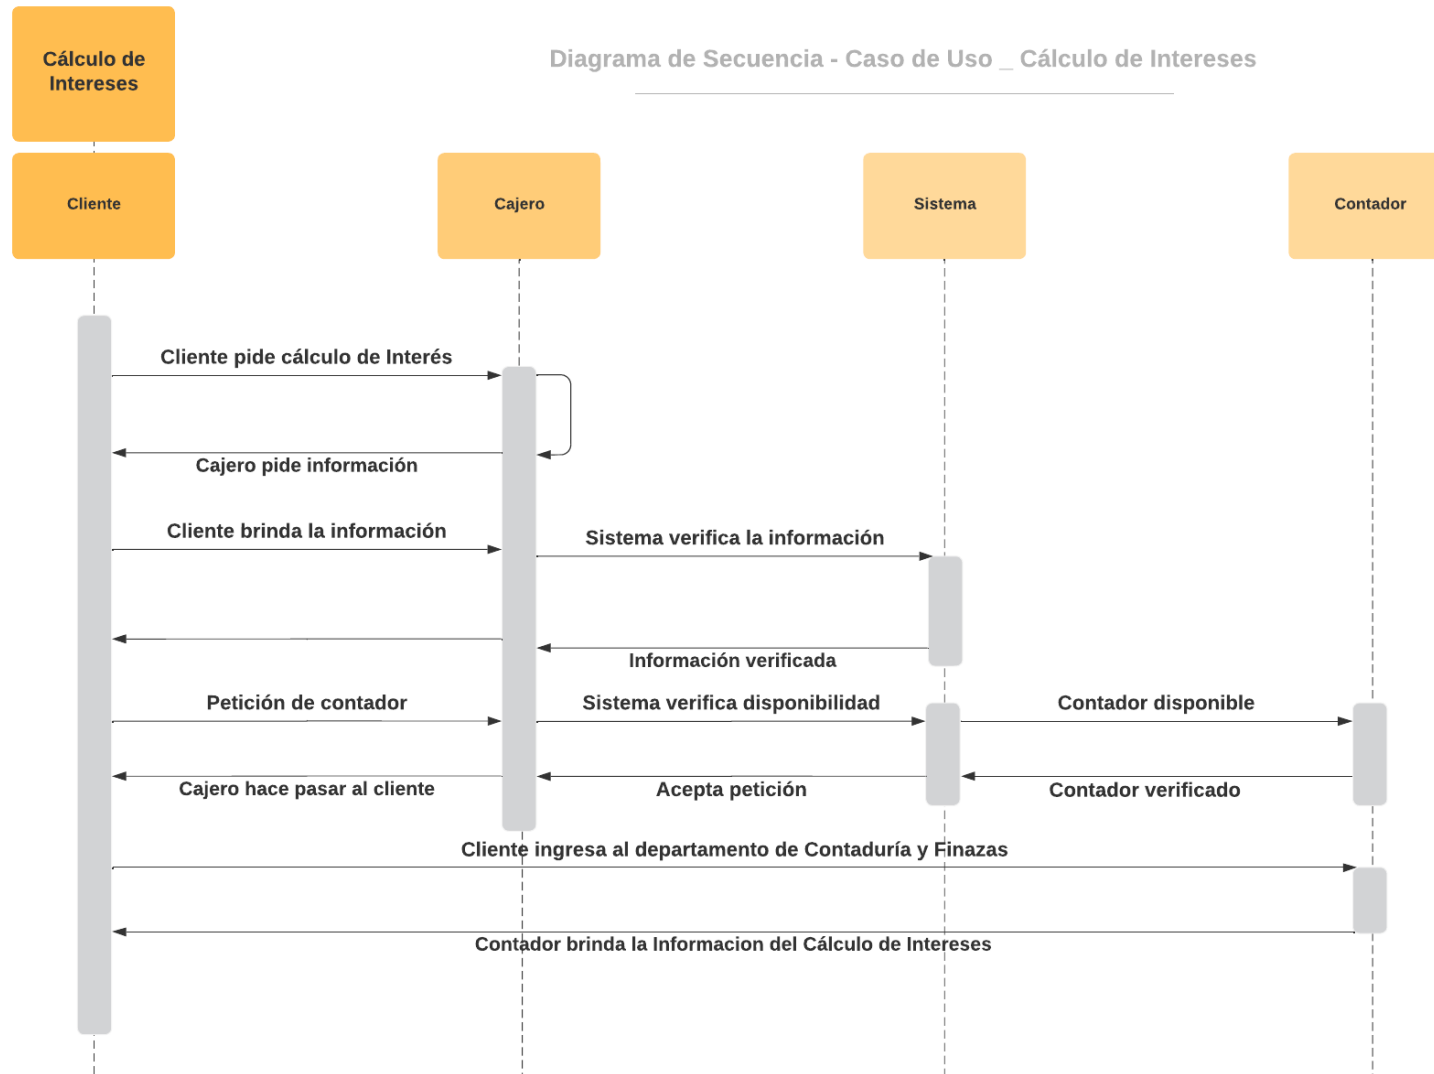 Cálculo de
Intereses
Diagrama de Secuencia - Caso de Uso _ Cálculo de Intereses
Cliente
Cajero
Sistema
Contador
Cliente pide cálculo de Interés
Cajero pide información
Cliente brinda la información
Sistema verifica la información
Información verificada
Petición de contador
Sistema verifica disponibilidad
Contador disponible
Cajero hace pasar al cliente
Acepta petición
Contador verificado
Cliente ingresa al departamento de Contaduría y Finazas
Contador brinda la Informacion del Cálculo de Intereses